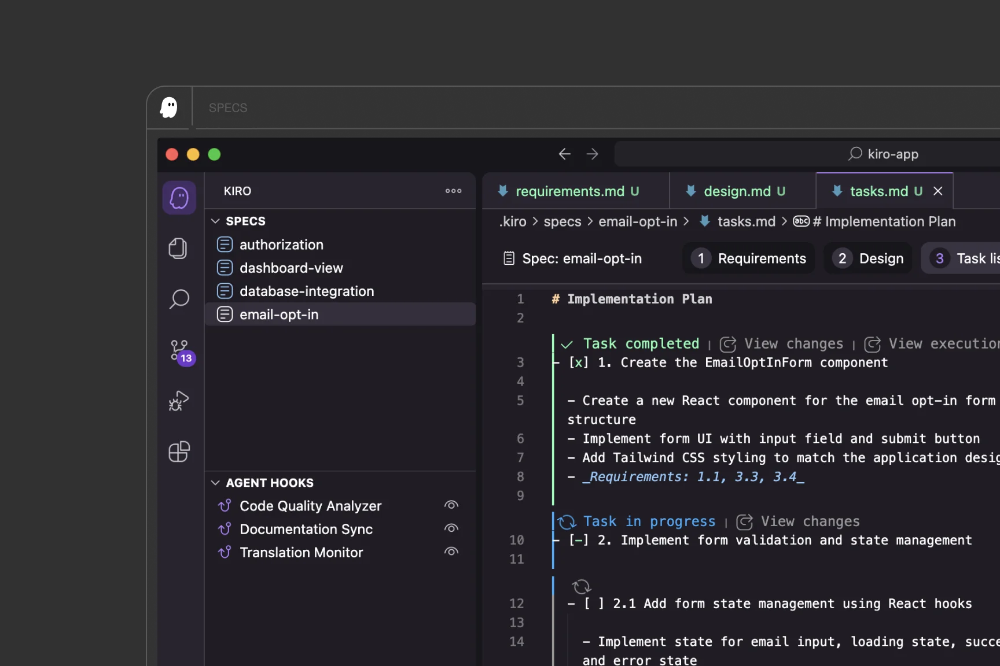 SPECS
kiro-app
KIRO
SPECS
authorization
dashboard-view
database-integration
email-opt-in
13
AGENT HOOKS
Code Quality Analyzer
Documentation Sync
Translation Monitor
requirements.md U
design.md U
tasks.md U
.kiro > specs > email-opt-in > tasks.md > abc # Implementation Plan
Spec: email-opt-in
1 Requirements
2 Design
3 Task lis
1 # Implementation Plan
2
✓ Task completed | View changes | View execution
3 - [x] 1. Create the EmailOptInForm component
4
5 - Create a new React component for the email opt-in form
structure
6 - Implement form UI with input field and submit button
7 - Add Tailwind CSS styling to match the application desig
8 - _Requirements: 1.1, 3.3, 3.4_
9
Task in progress | View changes
10 - [-] 2. Implement form validation and state management
11
12 - [ ] 2.1 Add form state management using React hooks
13
14 - Implement state for email input, loading state, succe
and error state